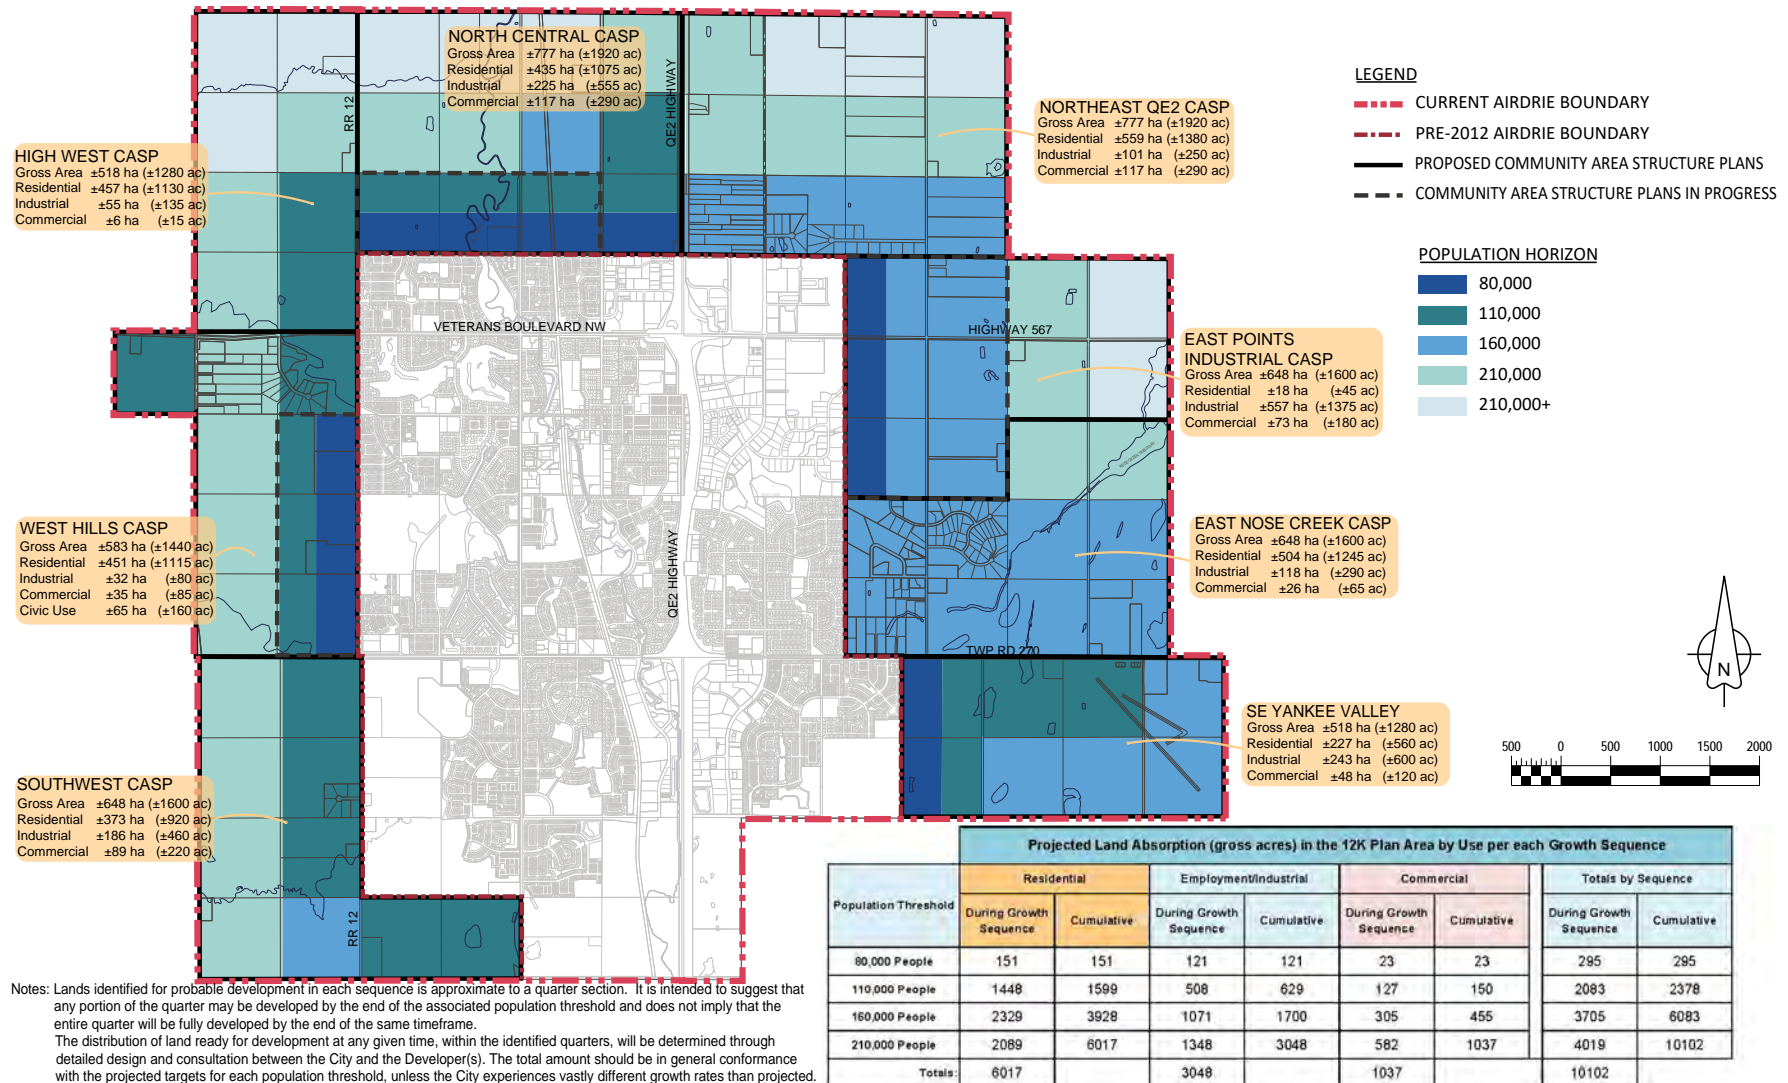 NORTH CENTRAL CASP
Gross Area ±777 ha (±1920 ac)
Residential ±435 ha (±1075 ac)
Industrial ±225 ha (±555 ac)
Commercial ±117 ha (±290 ac)
RR 12
QE2 HIGHWAY
NORTHEAST QE2 CASP
Gross Area ±777 ha (±1920 ac)
Residential ±559 ha (±1380 ac)
Industrial ±101 ha (±250 ac)
Commercial ±117 ha (±290 ac)
HIGH WEST CASP
Gross Area ±518 ha (±1280 ac)
Residential ±457 ha (±1130 ac)
Industrial ±55 ha (±135 ac)
Commercial ±6 ha (±15 ac)
LEGEND
CURRENT AIRDRIE BOUNDARY
PRE-2012 AIRDRIE BOUNDARY
PROPOSED COMMUNITY AREA STRUCTURE PLANS
COMMUNITY AREA STRUCTURE PLANS IN PROGRESS
POPULATION HORIZON
80,000
110,000
160,000
210,000
210,000+
VETERANS BOULEVARD NW
HIGHWAY 567
EAST POINTS
INDUSTRIAL CASP
Gross Area ±648 ha (±1600 ac)
Residential ±18 ha (±45 ac)
Industrial ±557 ha (±1375 ac)
Commercial ±73 ha (±180 ac)
WEST HILLS CASP
Gross Area ±583 ha (±1440 ac)
Residential ±451 ha (±1115 ac)
Industrial ±32 ha (±80 ac)
Commercial ±35 ha (±85 ac)
Civic Use ±65 ha (±160 ac)
QE2 HIGHWAY
EAST NOSE CREEK CASP
Gross Area ±648 ha (±1600 ac)
Residential ±504 ha (±1245 ac)
Industrial ±118 ha (±290 ac)
Commercial ±26 ha (±65 ac)
TWP RD 270
N
SE YANKEE VALLEY
Gross Area ±518 ha (±1280 ac)
Residential ±227 ha (±560 ac)
Industrial ±243 ha (±600 ac)
Commercial ±48 ha (±120 ac)
500 0 500 1000 1500 2000
SOUTHWEST CASP
Gross Area ±648 ha (±1600 ac)
Residential ±373 ha (±920 ac)
Industrial ±186 ha (±460 ac)
Commercial ±89 ha (±220 ac)
RR 12
Projected Land Absorption (gross acres) in the 12K Plan Area by Use per each Growth Sequence
Population Threshold Residential Employment/Industrial Commercial Totals by Sequence
During Growth Sequence Cumulative During Growth Sequence Cumulative During Growth Sequence Cumulative During Growth Sequence Cumulative
80,000 People 151 151 121 121 23 23 295 295
110,000 People 1448 1599 508 629 127 150 2083 2378
160,000 People 2329 3928 1071 1700 305 455 3705 6083
210,000 People 2089 6017 1348 3048 582 1037 4019 10102
Totals: 6017 3048 1037 10102
Notes: Lands identified for probable development in each sequence is approximate to a quarter section. It is intended to suggest that
any portion of the quarter may be developed by the end of the associated population threshold and does not imply that the
entire quarter will be fully developed by the end of the same timeframe.
The distribution of land ready for development at any given time, within the identified quarters, will be determined through
detailed design and consultation between the City and the Developer(s). The total amount should be in general conformance
with the projected targets for each population threshold, unless the City experiences vastly different growth rates than projected.